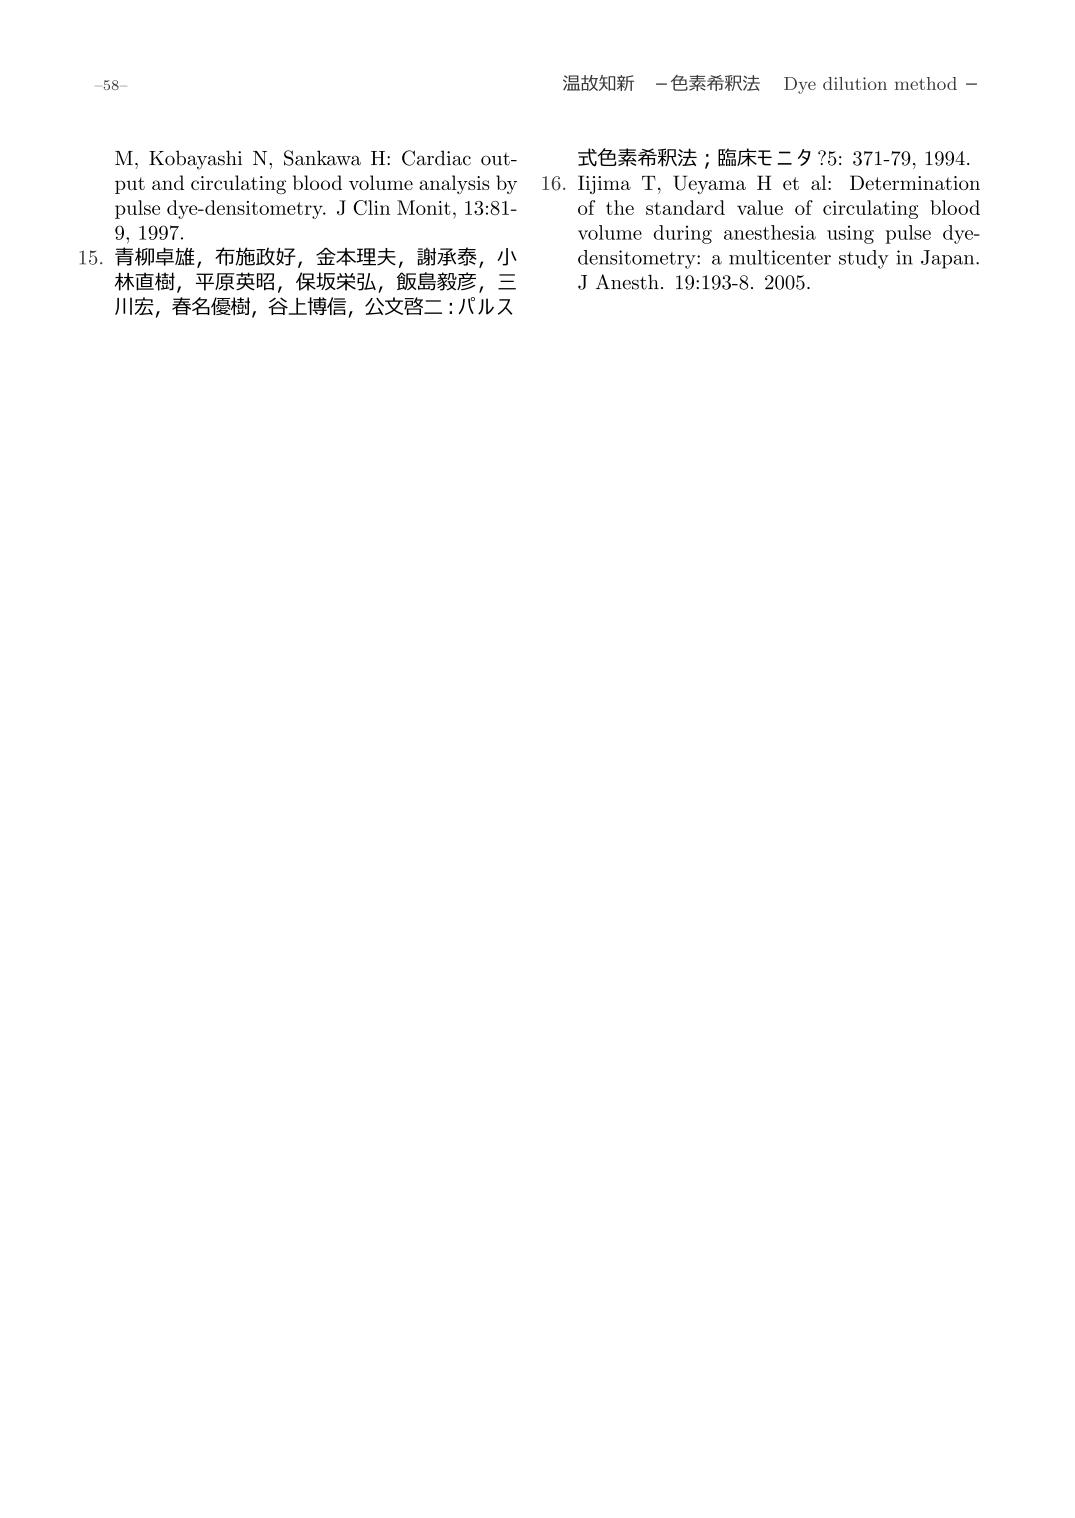 –58–
温故知新　－色素希釈法　Dye dilution method －
M, Kobayashi N, Sankawa H: Cardiac out-
put and circulating blood volume analysis by
pulse dye-densitometry. J Clin Monit, 13:81-
9, 1997.
15. 青柳卓雄，布施政好，金本理夫，謝承泰，小
林直樹，平原英昭，保坂栄弘，飯島毅彦，三
川宏，春名優樹，谷上博信，公文啓二：パルス
式色素希釈法；臨床モニタ?5: 371-79, 1994.
16. Iijima T, Ueyama H et al: Determination
of the standard value of circulating blood
volume during anesthesia using pulse dye-
densitometry: a multicenter study in Japan.
J Anesth. 19:193-8. 2005.